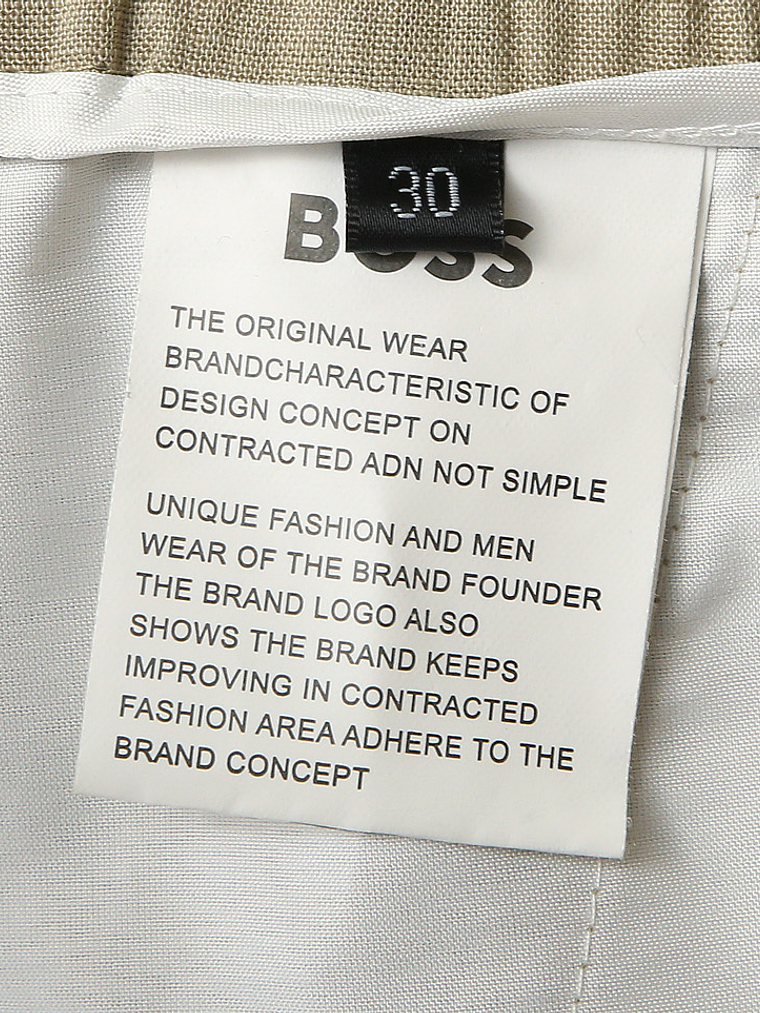 30
BOSS
THE ORIGINAL WEAR
BRANDCHARACTERISTIC OF
DESIGN CONCEPT ON
CONTRACTED ADN NOT SIMPLE
UNIQUE FASHION AND MEN
WEAR OF THE BRAND FOUNDER
THE BRAND LOGO ALSO
SHOWS THE BRAND KEEPS
IMPROVING IN CONTRACTED
FASHION AREA ADHERE TO THE
BRAND CONCEPT